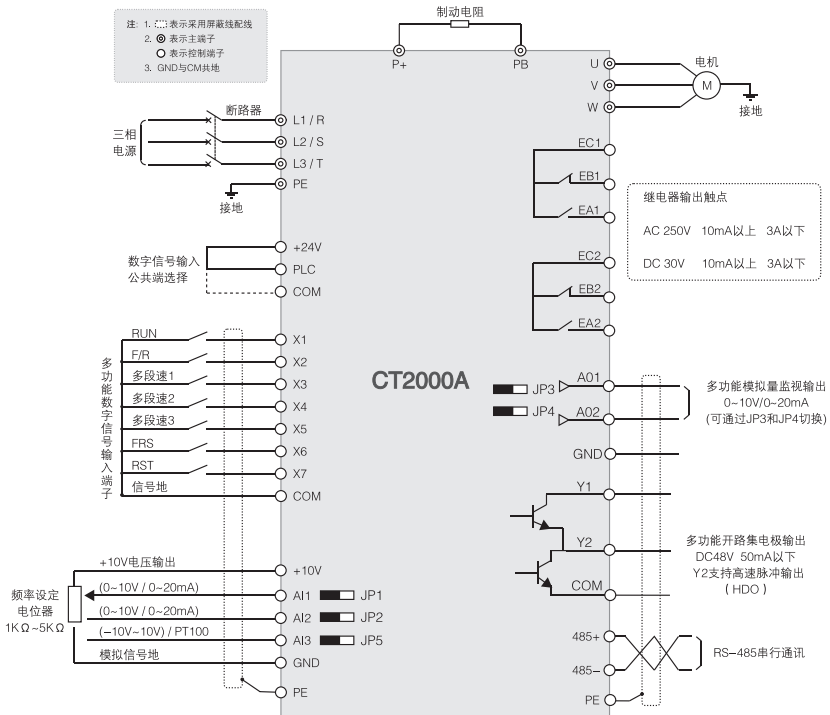 注: 1. 表示采用屏蔽线配线
2. 表示主端子
表示控制端子
3. GND与CM共地
制动电阻
P+
PB
断路器
三相
电源
L1 / R
L2 / S
L3 / T
PE
接地
U
V
W
电机
M
接地
EC1
EB1
EA1
EC2
EB2
EA2
继电器输出触点
AC 250V 10mA以上 3A以下
DC 30V 10mA以上 3A以下
数字信号输入
公共端选择
+24V
PLC
COM
多功能数字信号输入端子
RUN
X1
F/R
X2
多段速1
X3
多段速2
X4
多段速3
X5
FRS
X6
RST
X7
信号地
COM
CT2000A
JP3
A01
JP4
A02
多功能模拟量监视输出
0~10V/0~20mA
(可通过JP3和JP4切换)
GND
Y1
Y2
COM
多功能开路集电极输出
DC48V 50mA以下
Y2支持高速脉冲输出
( HDO )
频率设定
电位器
1KΩ~5KΩ
+10V电压输出
+10V
(0~10V / 0~20mA)
AI1
JP1
(0~10V / 0~20mA)
AI2
JP2
(−10V~10V) / PT100
AI3
JP5
模拟信号地
GND
PE
485+
485−
RS−485串行通讯
PE